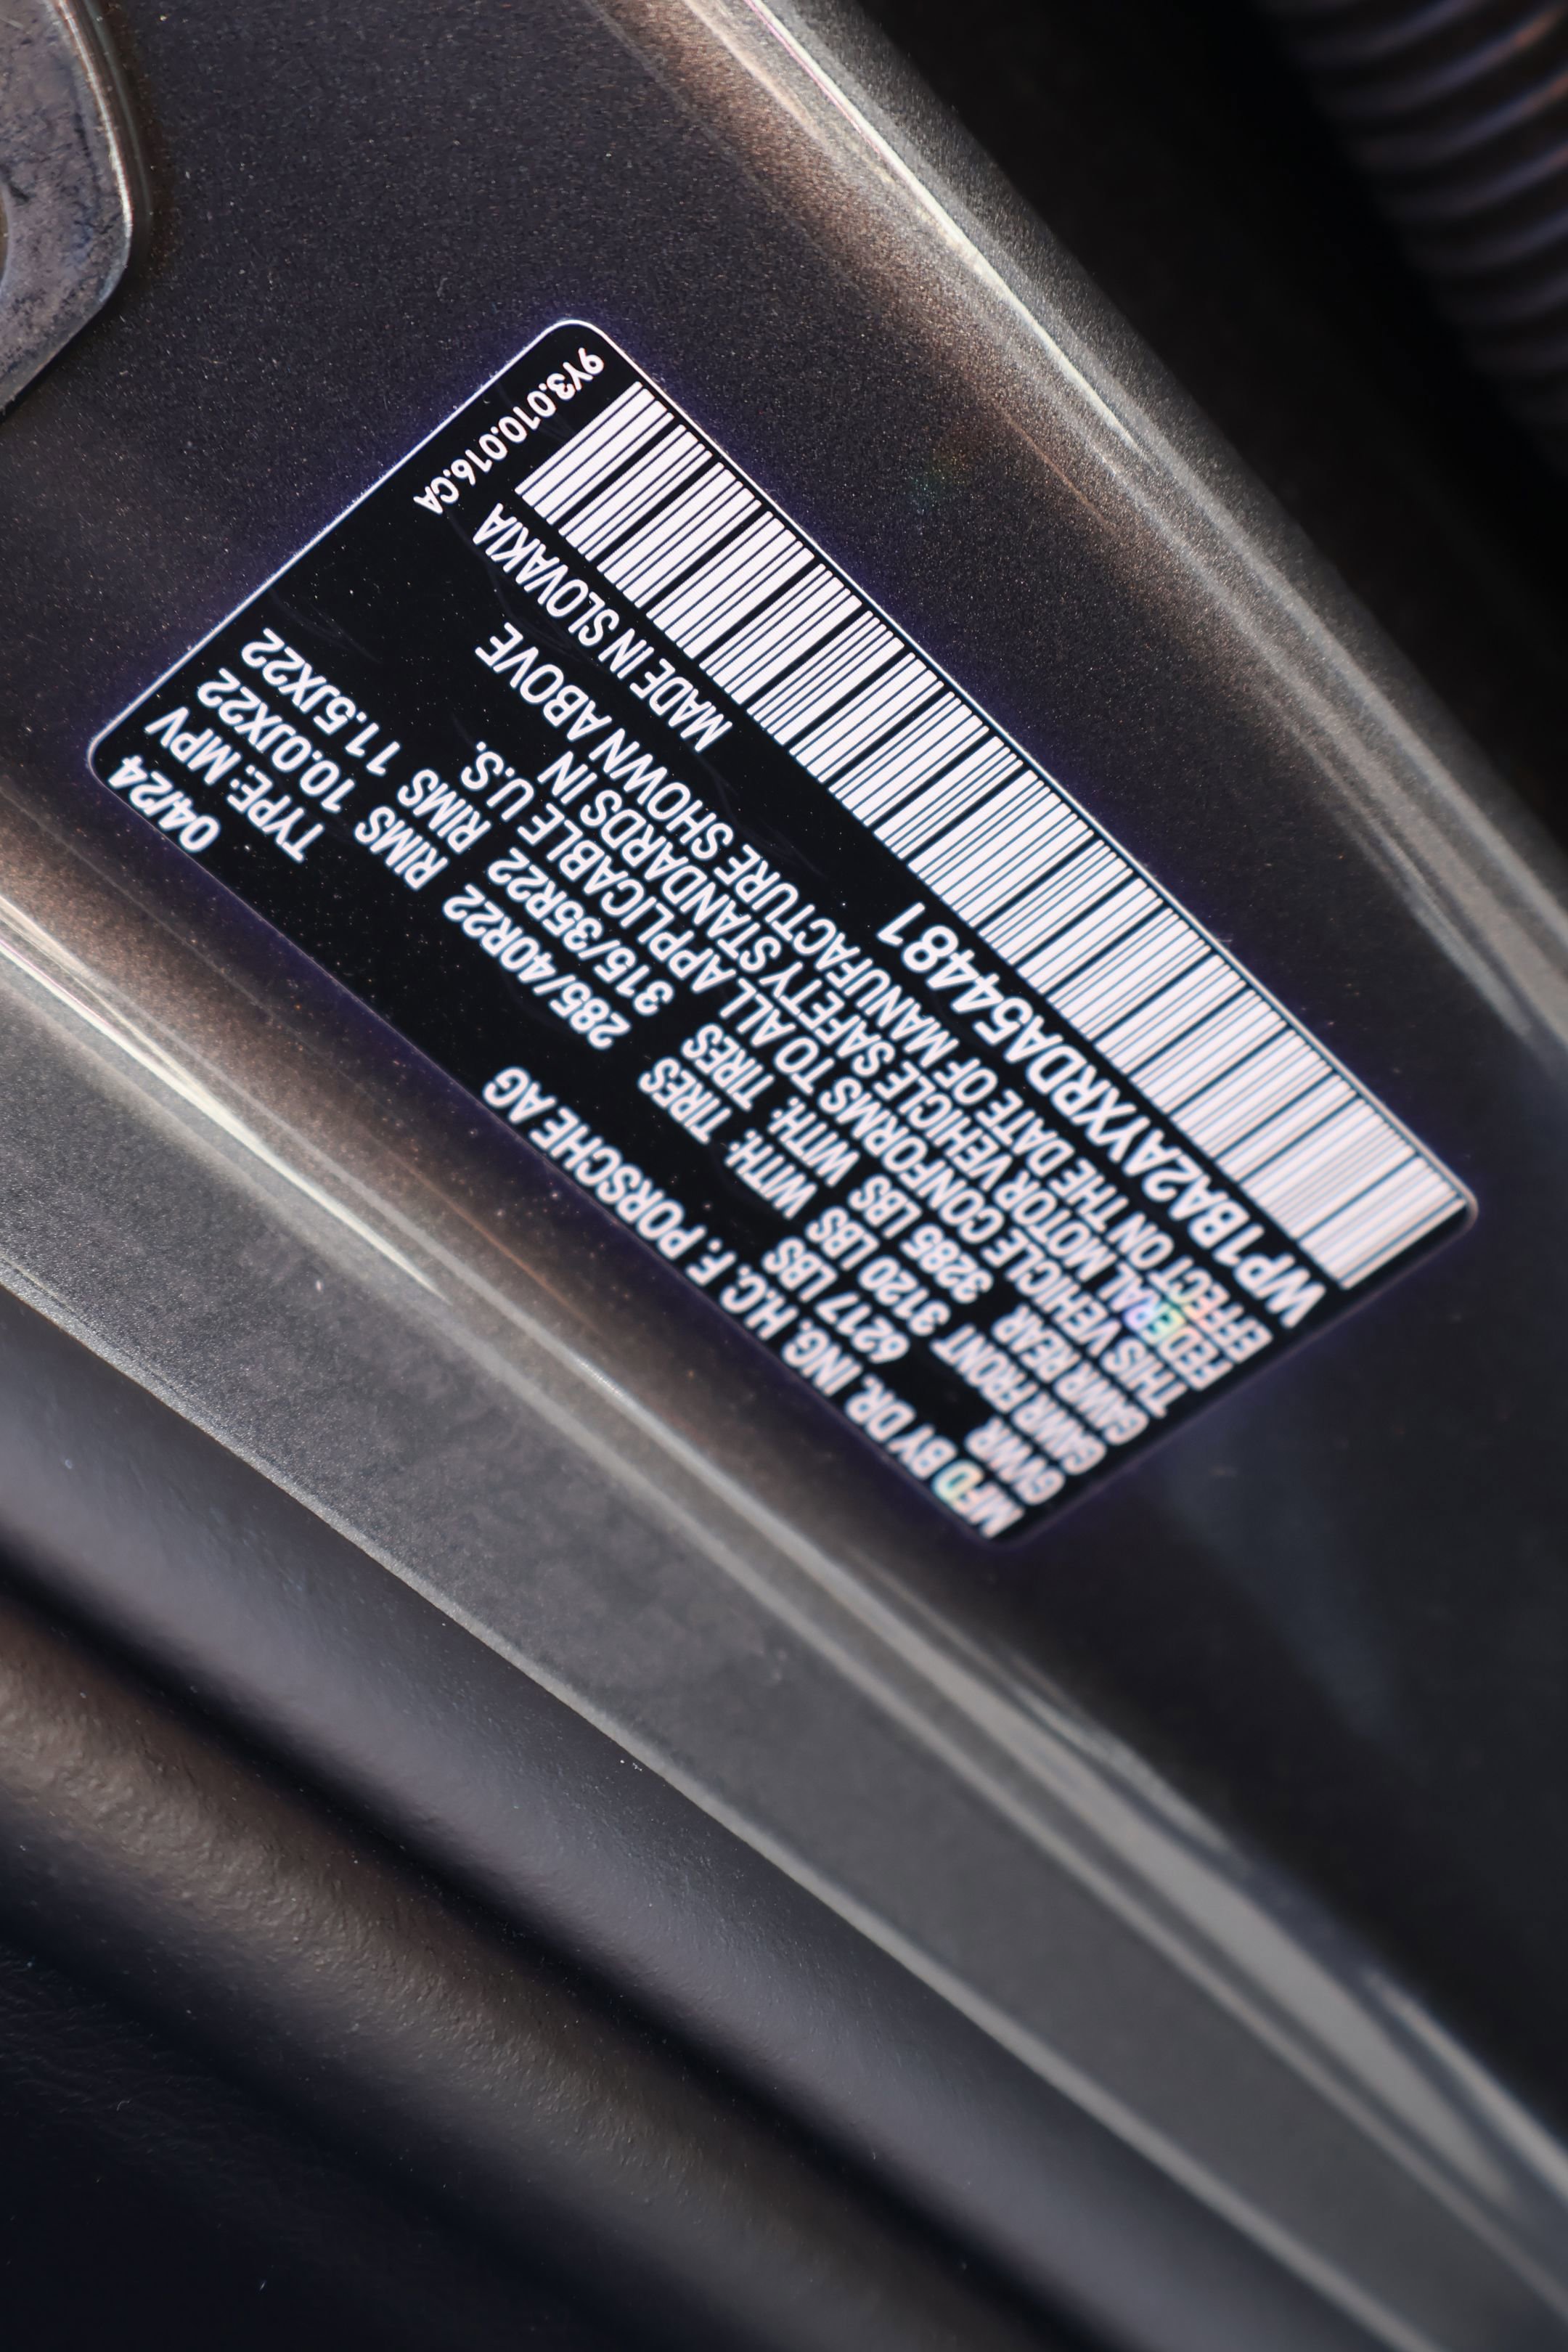 MFD BY DR. ING. H.C. F. PORSCHE AG 04/24
GVWR 6217 LBS TYPE: MPV
GAWR FRONT 3120 LBS WITH: TIRES 285/40R22 RIMS 10.0JX22
GAWR REAR 3285 LBS WITH: TIRES 315/35R22 RIMS 11.5JX22
THIS VEHICLE CONFORMS TO ALL APPLICABLE U.S.
FEDERAL MOTOR VEHICLE SAFETY STANDARDS IN
EFFECT ON THE DATE OF MANUFACTURE SHOWN ABOVE
WP1BA2AYXRDA54481 MADE IN SLOVAKIA
9Y3.010.016.CA